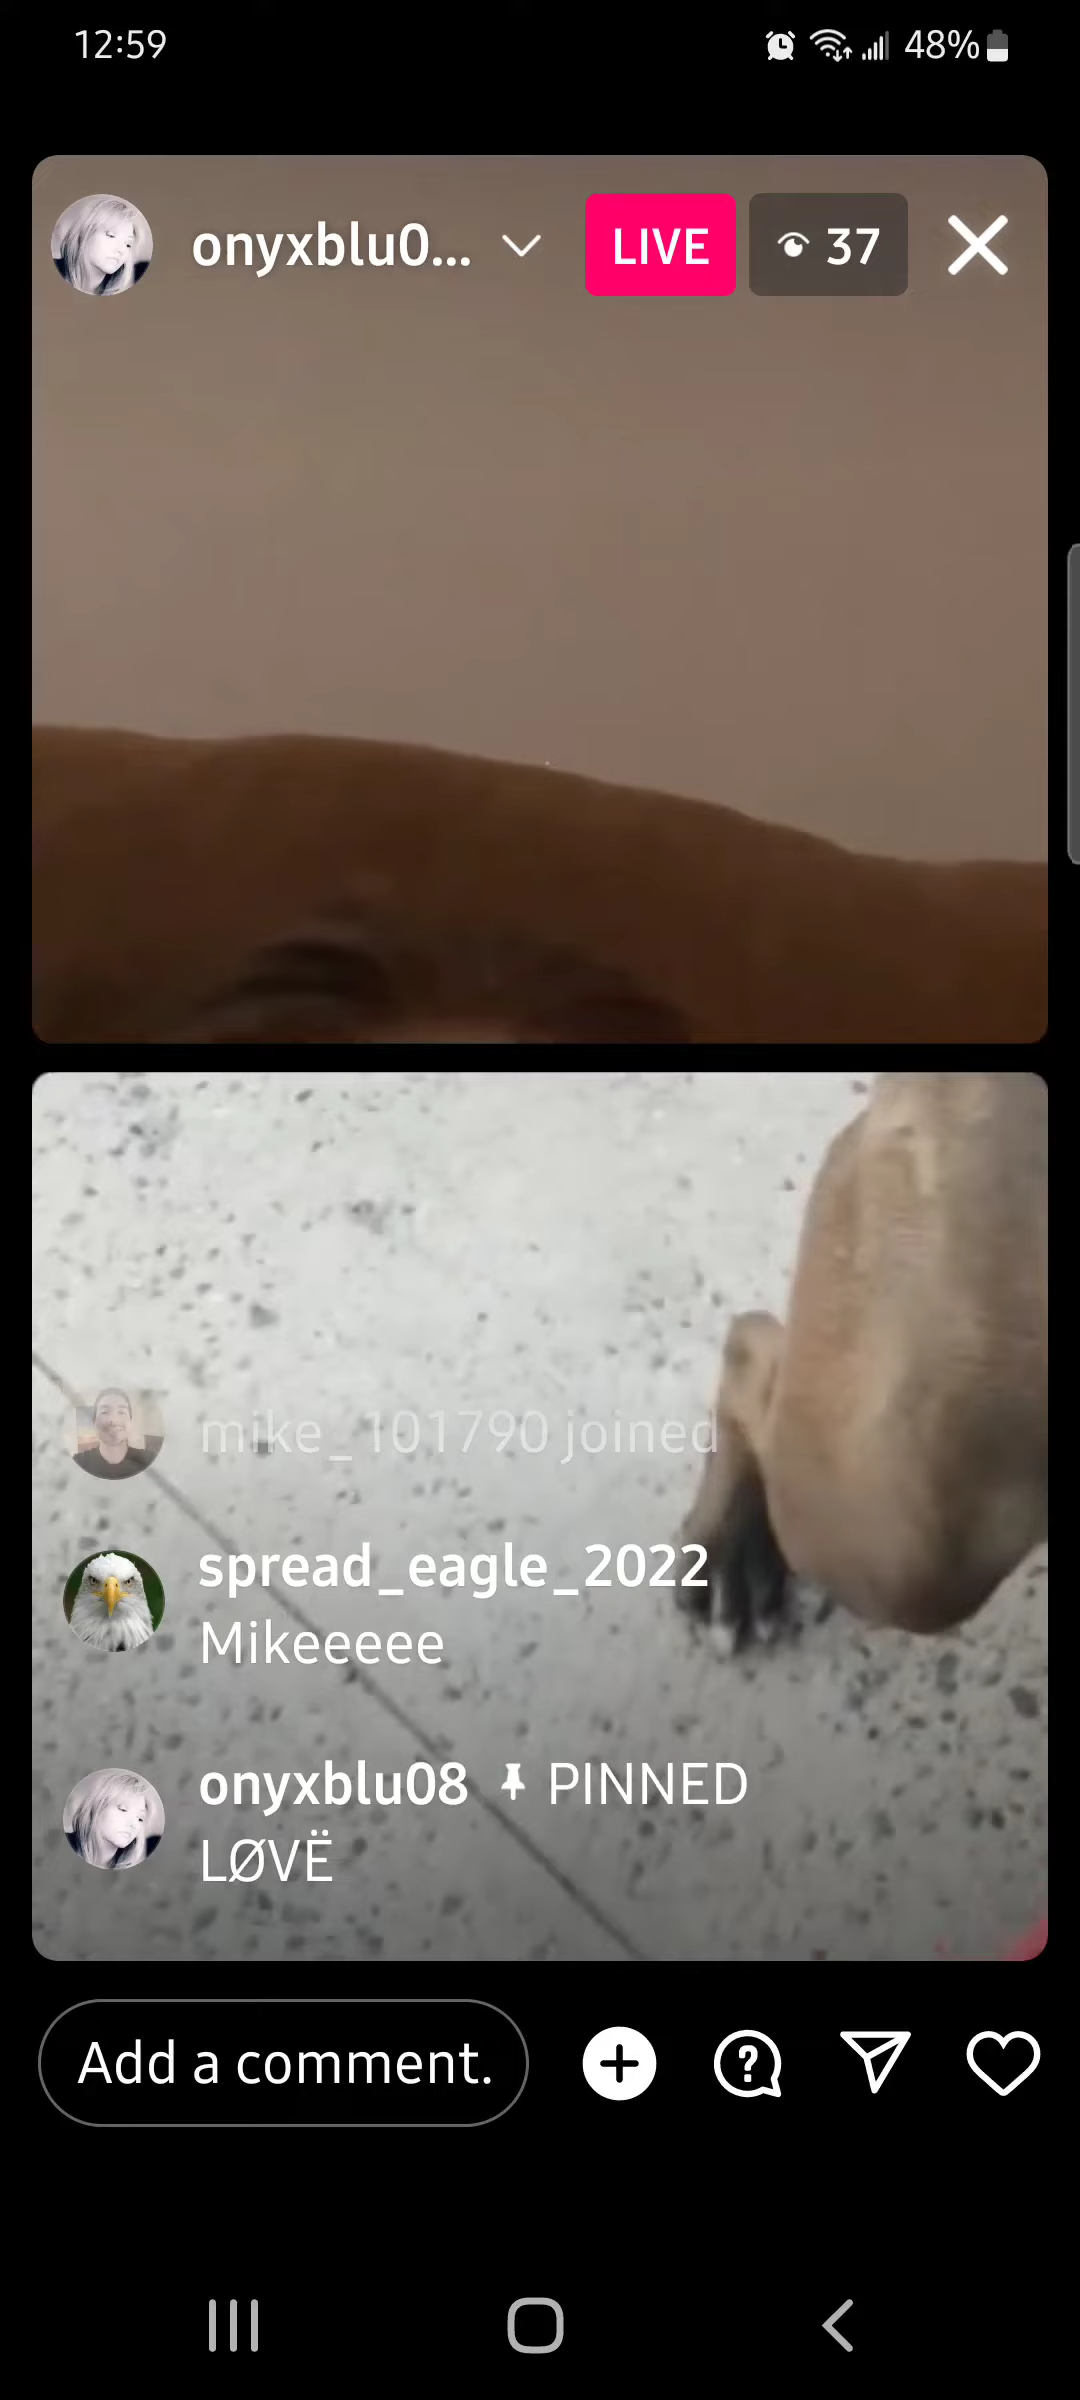 12:59
48%
onyxblu0...
LIVE
37
mike_101790 joined
spread_eagle_2022
Mikeeeee
onyxblu08 PINNED
LØVË
Add a comment.